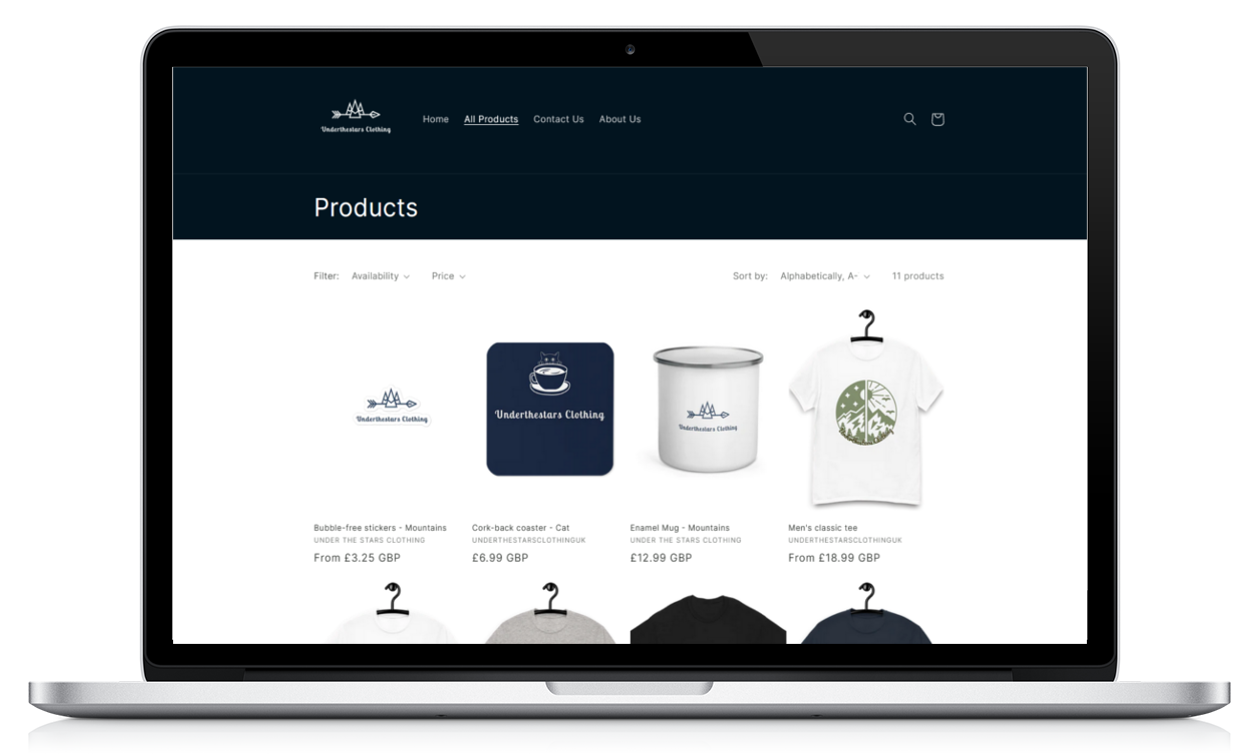 Underthestars Clothing
Home All Products Contact Us About Us
Products
Filter: Availability Price Sort by: Alphabetically, A- 11 products
Underthestars Clothing
Underthestars Clothing
Underthestars Clothing
Underthestars Clothing
Bubble-free stickers - Mountains
UNDER THE STARS CLOTHING
From £3.25 GBP
Cork-back coaster - Cat
UNDERTHESTARSCLOTHINGUK
£6.99 GBP
Enamel Mug - Mountains
UNDER THE STARS CLOTHING
£12.99 GBP
Men's classic tee
UNDERTHESTARSCLOTHINGUK
From £18.99 GBP